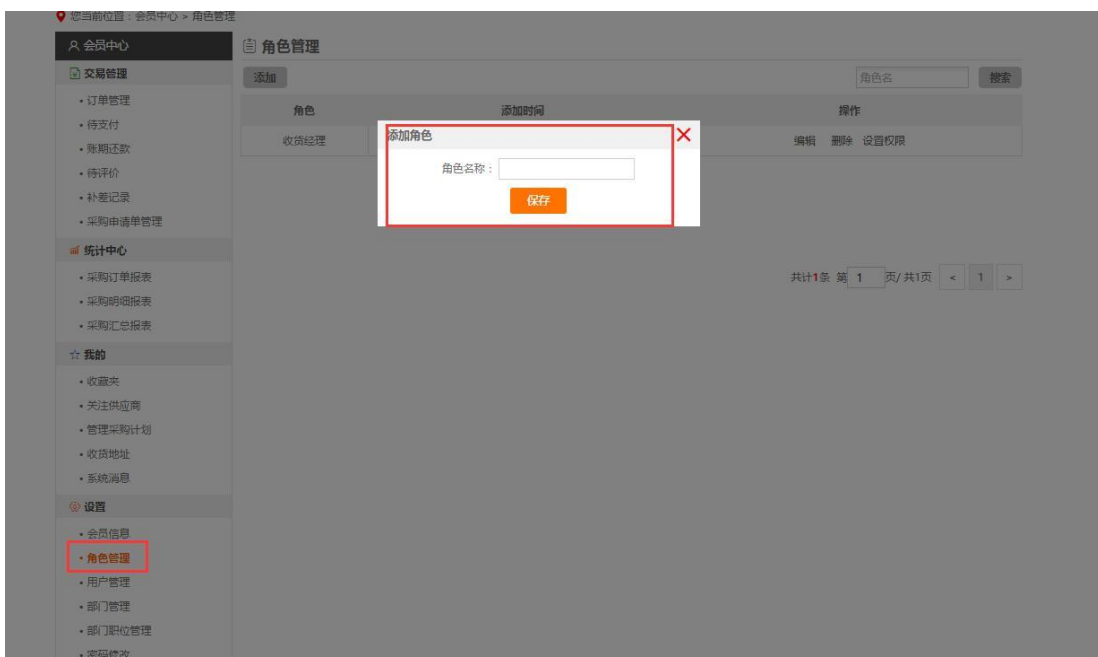 您当前位置：会员中心 > 角色管理
会员中心
角色管理
交易管理
添加
角色名
搜索
• 订单管理
• 待支付
• 账期还款
• 待评价
• 补差记录
• 采购申请单管理
角色
添加时间
操作
收货经理
编辑 删除 设置权限
添加角色
角色名称：
保存
统计中心
• 采购订单报表
• 采购明细报表
• 采购汇总报表
共计1条 第 1 页/共1页 < 1 >
我的
• 收藏夹
• 关注供应商
• 管理采购计划
• 收货地址
• 系统消息
设置
• 会员信息
• 角色管理
• 用户管理
• 部门管理
• 部门职位管理
• 密码修改